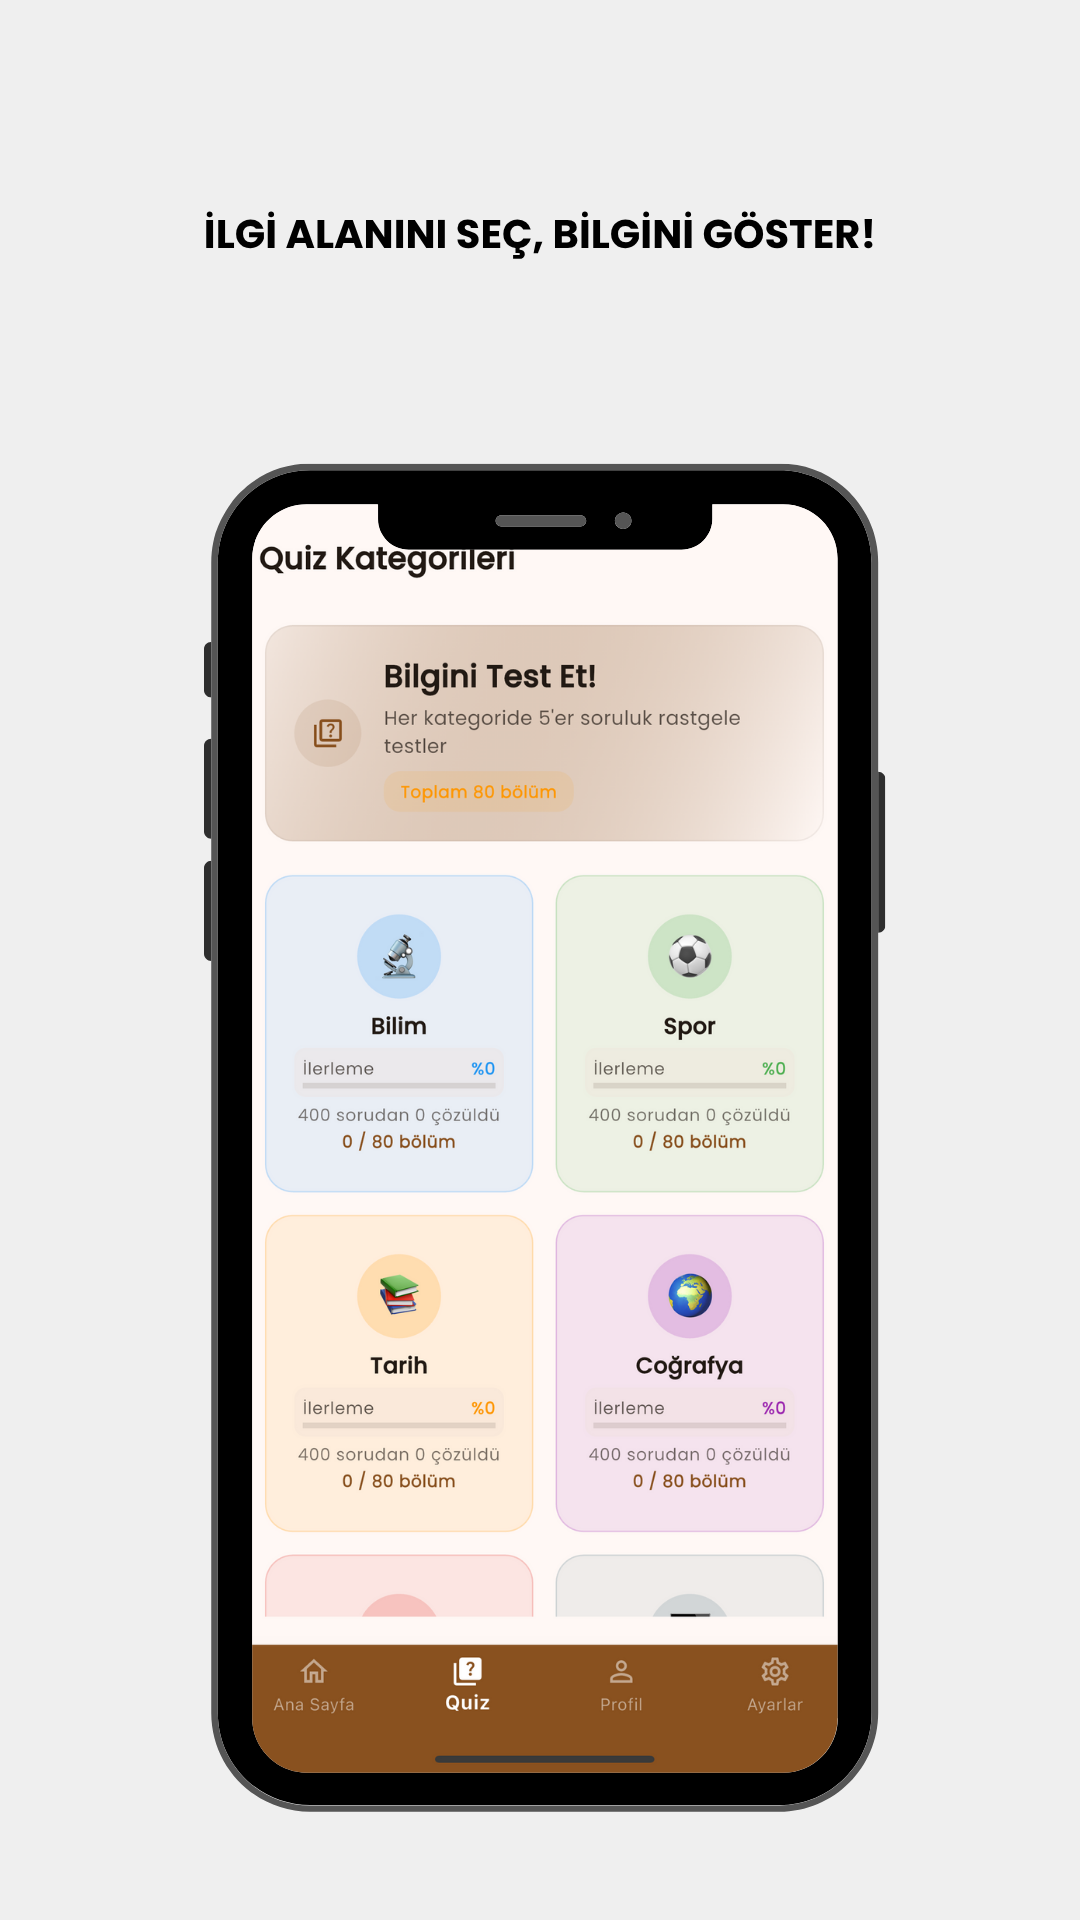 İLGİ ALANINI SEÇ, BİLGİNİ GÖSTER!
Quiz Kategorileri
Bilgini Test Et!
Her kategoride 5'er soruluk rastgele
testler
Toplam 80 bölüm
Bilim
İlerleme %0
400 sorudan 0 çözüldü
0 / 80 bölüm
Spor
İlerleme %0
400 sorudan 0 çözüldü
0 / 80 bölüm
Tarih
İlerleme %0
400 sorudan 0 çözüldü
0 / 80 bölüm
Coğrafya
İlerleme %0
400 sorudan 0 çözüldü
0 / 80 bölüm
Ana Sayfa
Quiz
Profil
Ayarlar